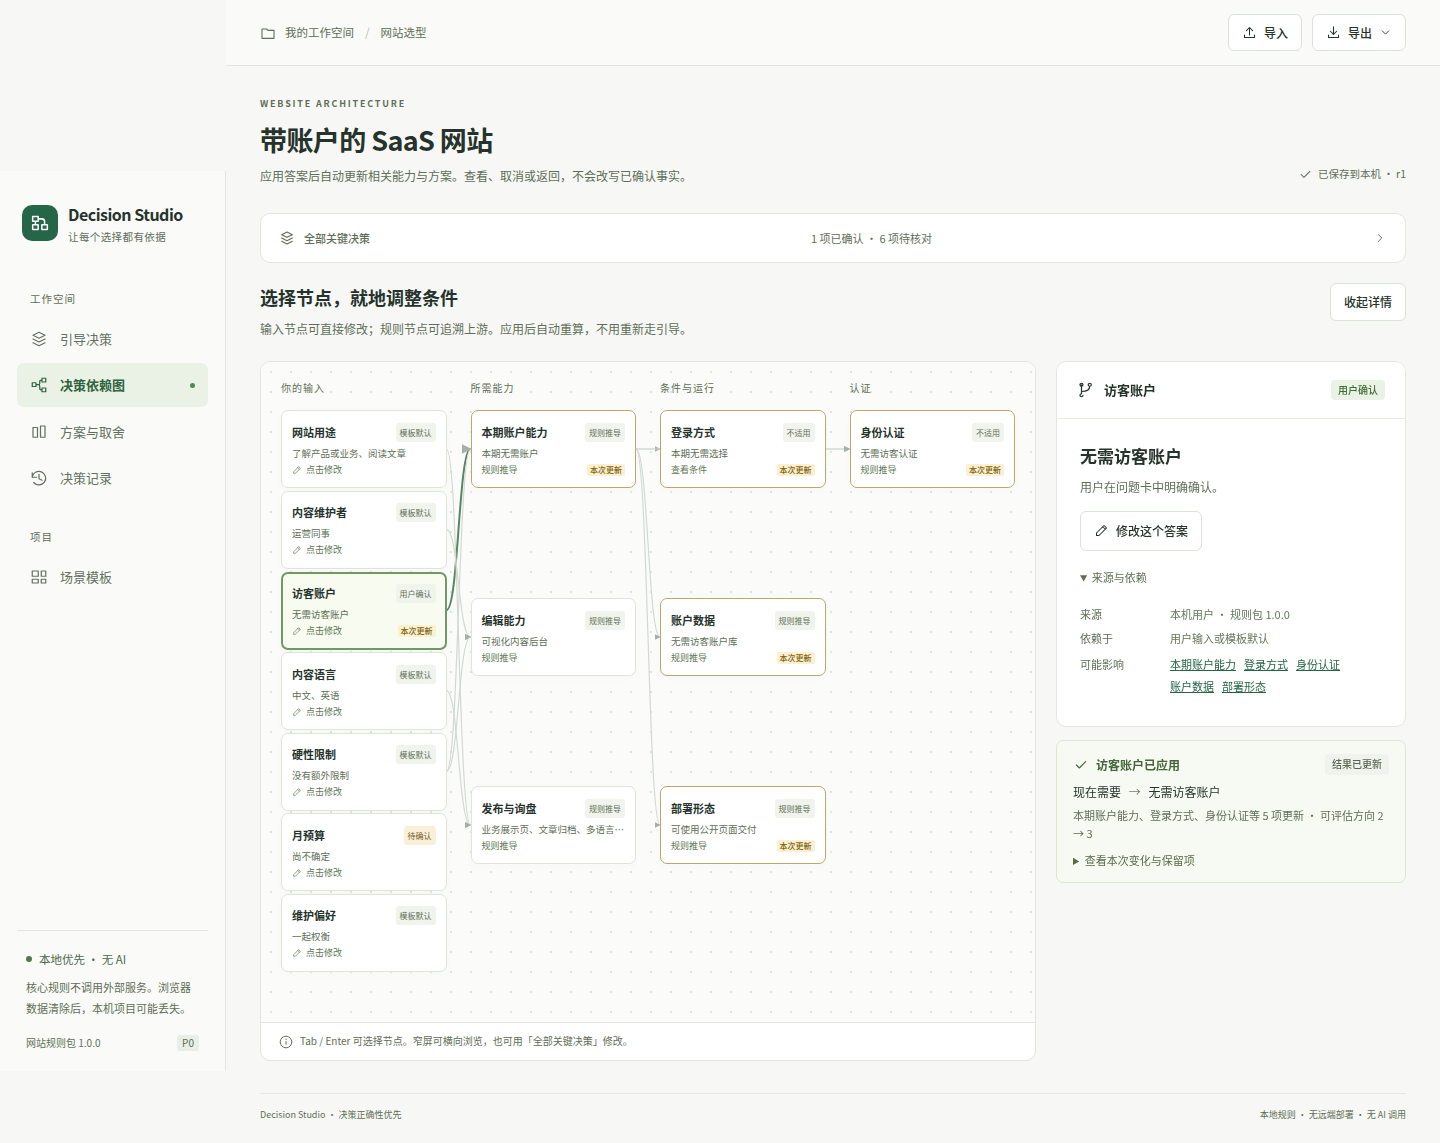 我的工作空间 / 网站选型
导入
导出
Decision Studio
让每个选择都有依据
工作空间
引导决策
决策依赖图
方案与取舍
决策记录
项目
场景模板
本地优先 · 无 AI
核心规则不调用外部服务。浏览器
数据清除后，本机项目可能丢失。
网站规则包 1.0.0
P0
WEBSITE ARCHITECTURE
带账户的 SaaS 网站
应用答案后自动更新相关能力与方案。查看、取消或返回，不会改写已确认事实。
已保存到本机 · r1
全部关键决策
1 项已确认 · 6 项待核对
选择节点，就地调整条件
输入节点可直接修改；规则节点可追溯上游。应用后自动重算，不用重新走引导。
收起详情
你的输入
所需能力
条件与运行
认证
网站用途
模板默认
了解产品或业务、阅读文章
点击修改
内容维护者
模板默认
运营同事
点击修改
访客账户
用户确认
无需访客账户
点击修改
本次更新
内容语言
模板默认
中文、英语
点击修改
硬性限制
模板默认
没有额外限制
点击修改
月预算
待确认
尚不确定
点击修改
维护偏好
模板默认
一起权衡
点击修改
本期账户能力
规则推导
本期无需账户
规则推导
本次更新
编辑能力
规则推导
可视化内容后台
规则推导
发布与询盘
规则推导
业务展示页、文章归档、多语言…
规则推导
登录方式
不适用
本期无需选择
查看条件
本次更新
账户数据
规则推导
无需访客账户库
规则推导
本次更新
部署形态
规则推导
可使用公开页面交付
规则推导
本次更新
身份认证
不适用
无需访客认证
规则推导
本次更新
Tab / Enter 可选择节点。窄屏可横向浏览，也可用「全部关键决策」修改。
访客账户
用户确认
无需访客账户
用户在问题卡中明确确认。
修改这个答案
▼ 来源与依赖
来源
本机用户 · 规则包 1.0.0
依赖于
用户输入或模板默认
可能影响
本期账户能力 登录方式 身份认证
账户数据 部署形态
访客账户已应用
结果已更新
现在需要 → 无需访客账户
本期账户能力、登录方式、身份认证等 5 项更新 · 可评估方向 2
→ 3
▶ 查看本次变化与保留项
Decision Studio · 决策正确性优先
本地规则 · 无远端部署 · 无 AI 调用